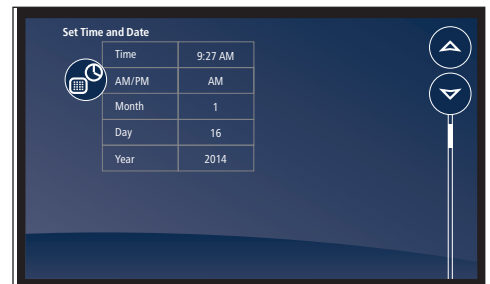 Set Time and Date
Time 9:27 AM
AM/PM AM
Month 1
Day 16
Year 2014